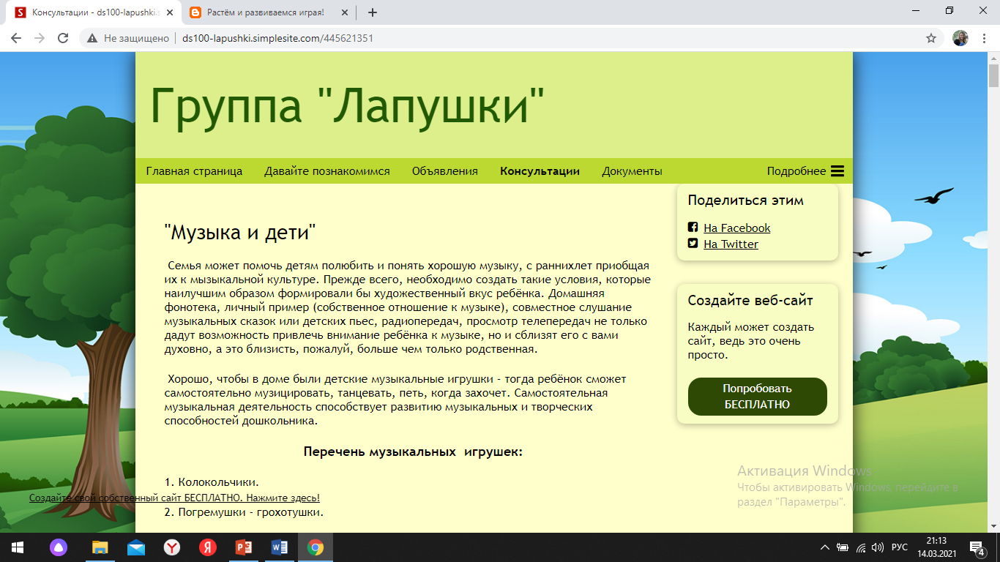 Консультации - ds100-lapushki.s
Растём и развиваемся играя!
Не защищено
ds100-lapushki.simplesite.com/445621351
Группа "Лапушки"
Главная страница
Давайте познакомимся
Объявления
Консультации
Документы
Подробнее
"Музыка и дети"
Семья может помочь детям полюбить и понять хорошую музыку, с раннихлет приобщая
их к мызыкальной культуре. Прежде всего, необходимо создать такие условия, которые
наилучшим образом формировали бы художественный вкус ребёнка. Домашняя
фонотека, личный пример (собственное отношение к музыке), совместное слушание
музыкальных сказок или детских пьес, радиопередач, просмотр телепередач не только
дадут возможность привлечь внимание ребёнка к музыке, но и сблизят его с вами
духовно, а это близисть, пожалуй, больше чем только родственная.
Хорошо, чтобы в доме были детские музыкальные игрушки - тогда ребёнок сможет
самостоятельно музицировать, танцевать, петь, когда захочет. Самостоятельная
музыкальная деятельность способствует развитию музыкальных и творческих
способностей дошкольника.
Перечень музыкальных  игрушек:
1. Колокольчики.
Создайте свой собственный сайт БЕСПЛАТНО. Нажмите здесь!
2. Погремушки - грохотушки.
Поделиться этим
На Facebook
На Twitter
Создайте веб-сайт
Каждый может создать
сайт, ведь это очень
просто.
Попробовать
БЕСПЛАТНО
Активация Windows
Чтобы активировать Windows, перейдите в
раздел "Параметры".
РУС
21:13
14.03.2021
4